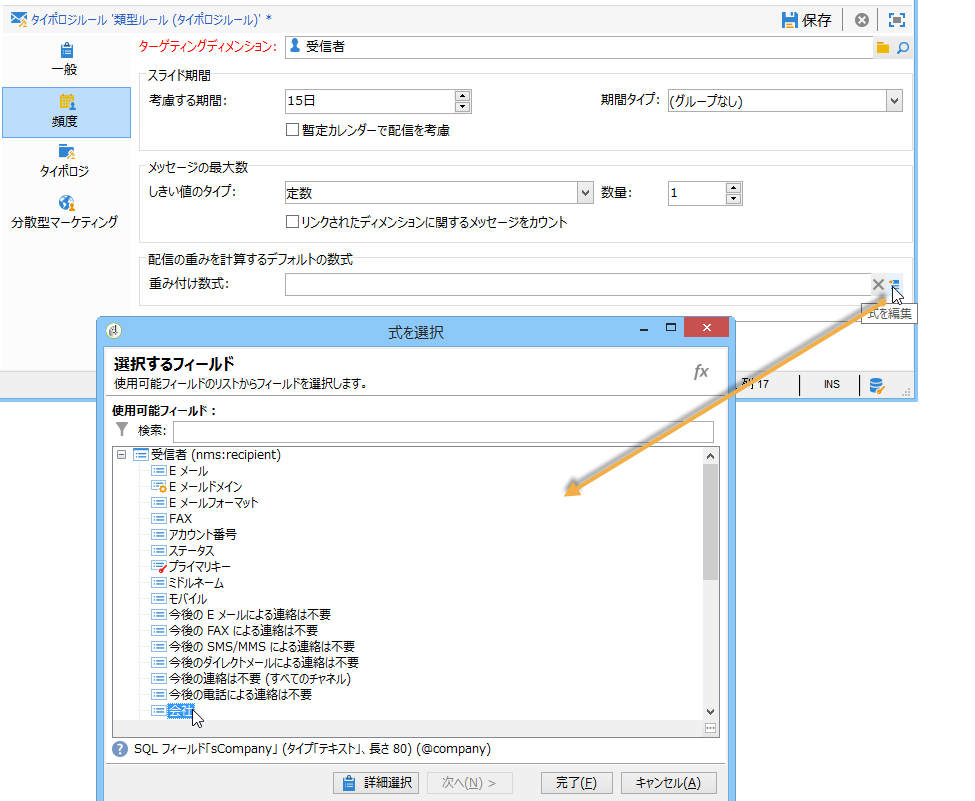 タイポロジルール '類型ルール (タイポロジルール)' *
保存
一般
頻度
タイポロジ
分散型マーケティング
ターゲティングディメンション: 受信者
スライド期間
考慮する期間: 15日 期間タイプ: (グループなし)
暫定カレンダーで配信を考慮
メッセージの最大数
しきい値のタイプ: 定数 数量: 1
リンクされたディメンションに関するメッセージをカウント
配信の重みを計算するデフォルトの数式
重み付け数式:
式を編集
列 17 INS
式を選択
選択するフィールド
使用可能フィールドのリストからフィールドを選択します。
fx
使用可能フィールド :
検索:
受信者 (nms:recipient)
E メール
E メールドメイン
E メールフォーマット
FAX
アカウント番号
ステータス
プライマリキー
ミドルネーム
モバイル
今後の E メールによる連絡は不要
今後の FAX による連絡は不要
今後の SMS/MMS による連絡は不要
今後のダイレクトメールによる連絡は不要
今後の連絡は不要 (すべてのチャネル)
今後の電話による連絡は不要
会社
SQL フィールド「sCompany」 (タイプ「テキスト」、長さ 80) (@company)
詳細選択 次へ(N) > 完了(F) キャンセル(A)